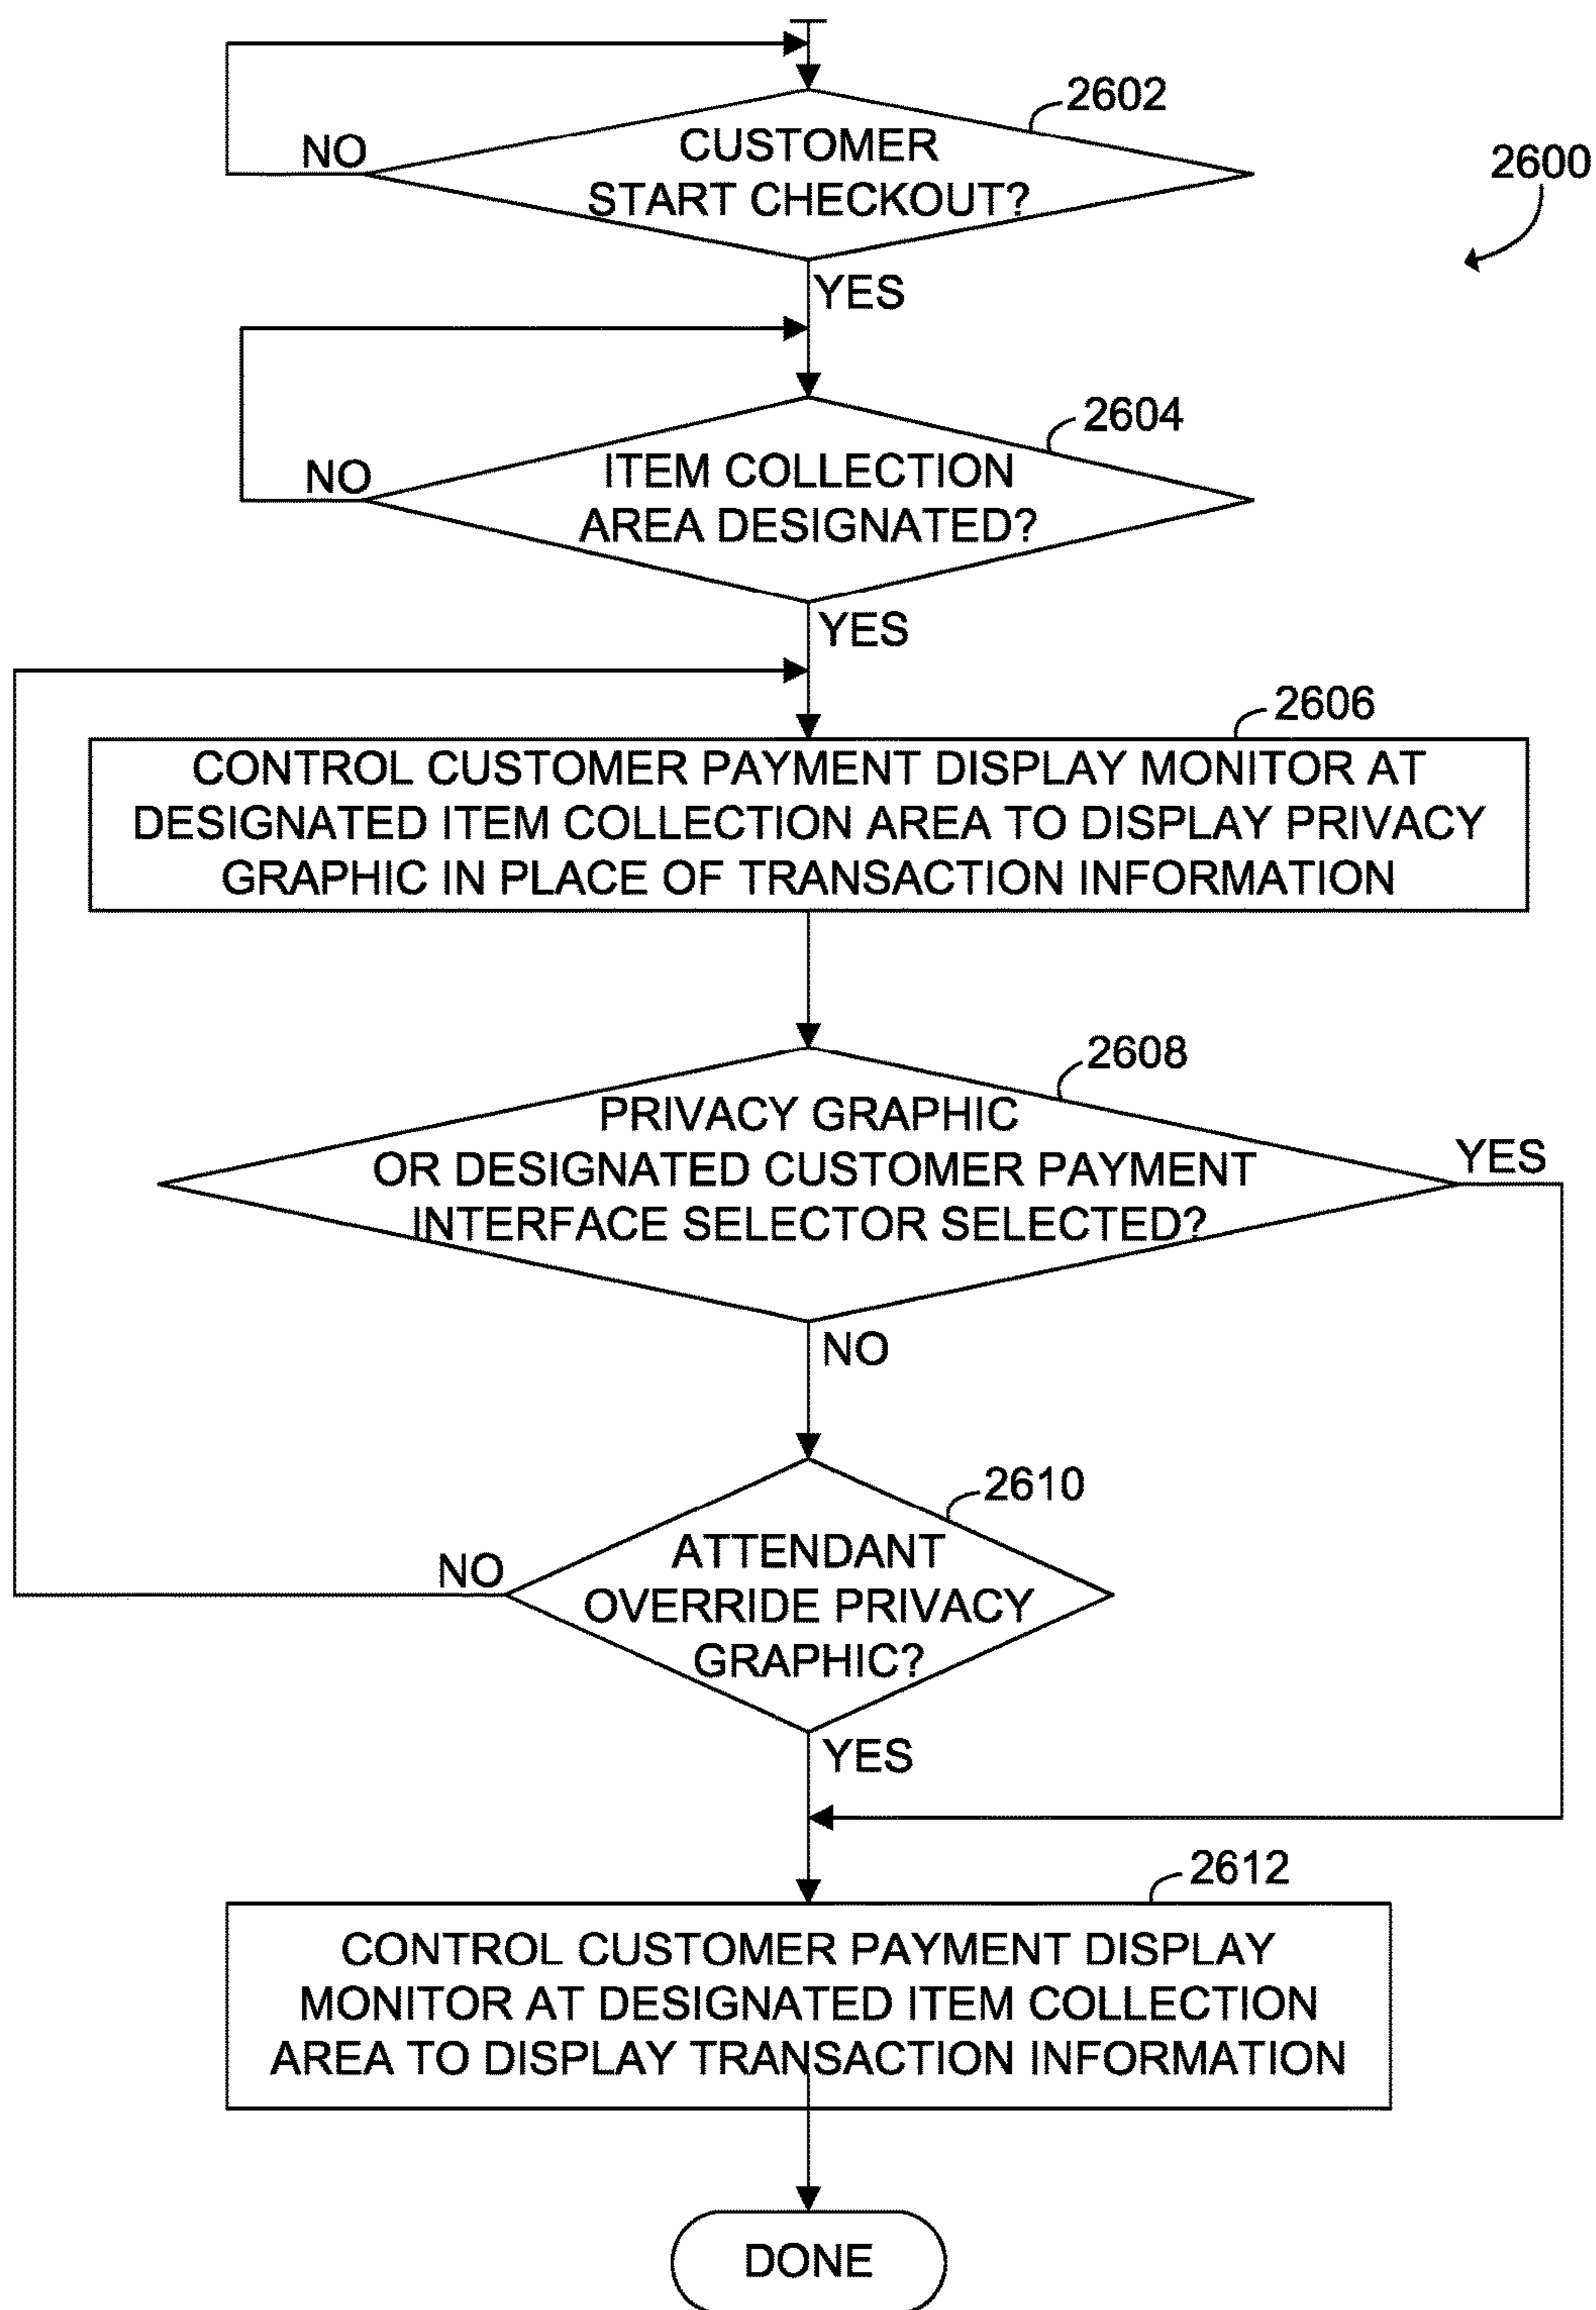 2602
CUSTOMER
START CHECKOUT?
NO
2600
YES
2604
ITEM COLLECTION
AREA DESIGNATED?
NO
YES
2606
CONTROL CUSTOMER PAYMENT DISPLAY MONITOR AT
DESIGNATED ITEM COLLECTION AREA TO DISPLAY PRIVACY
GRAPHIC IN PLACE OF TRANSACTION INFORMATION
2608
PRIVACY GRAPHIC
OR DESIGNATED CUSTOMER PAYMENT
INTERFACE SELECTOR SELECTED?
YES
NO
2610
ATTENDANT
OVERRIDE PRIVACY
GRAPHIC?
NO
YES
2612
CONTROL CUSTOMER PAYMENT DISPLAY
MONITOR AT DESIGNATED ITEM COLLECTION
AREA TO DISPLAY TRANSACTION INFORMATION
DONE